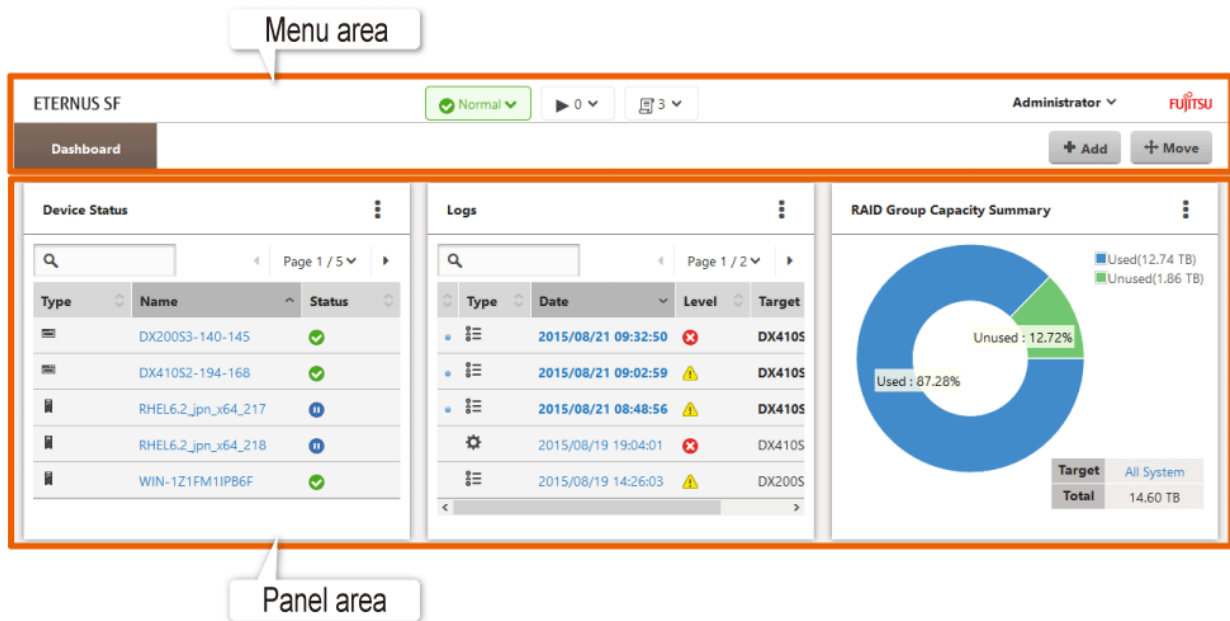 Menu area
ETERNUS SF
Normal
0
3
Administrator
FUJITSU
Dashboard
Add
Move
Device Status
Page 1 / 5
Type Name Status
DX200S3-140-145
DX410S2-194-168
RHEL6.2_jpn_x64_217
RHEL6.2_jpn_x64_218
WIN-1Z1FM1IPB6F
Logs
Page 1 / 2
Type Date Level Target
2015/08/21 09:32:50 DX410S
2015/08/21 09:02:59 DX410S
2015/08/21 08:48:56 DX410S
2015/08/19 19:04:01 DX410S
2015/08/19 14:26:03 DX200S
RAID Group Capacity Summary
Used(12.74 TB)
Unused(1.86 TB)
Unused : 12.72%
Used : 87.28%
Target All System
Total 14.60 TB
Panel area